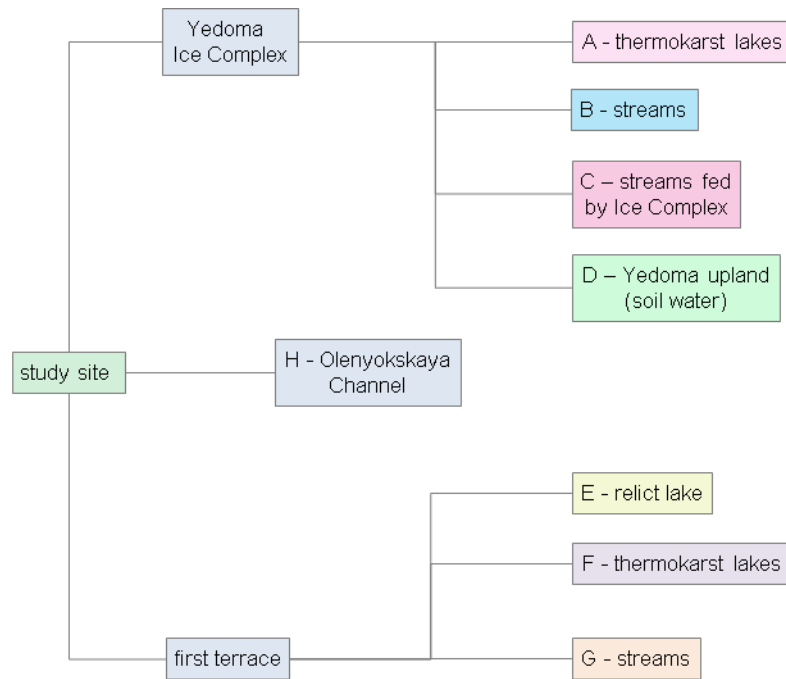 Yedoma
Ice Complex
A - thermokarst lakes
B - streams
C – streams fed
by Ice Complex
D – Yedoma upland
(soil water)
study site
H - Olenyokskaya
Channel
E - relict lake
F - thermokarst lakes
first terrace
G - streams